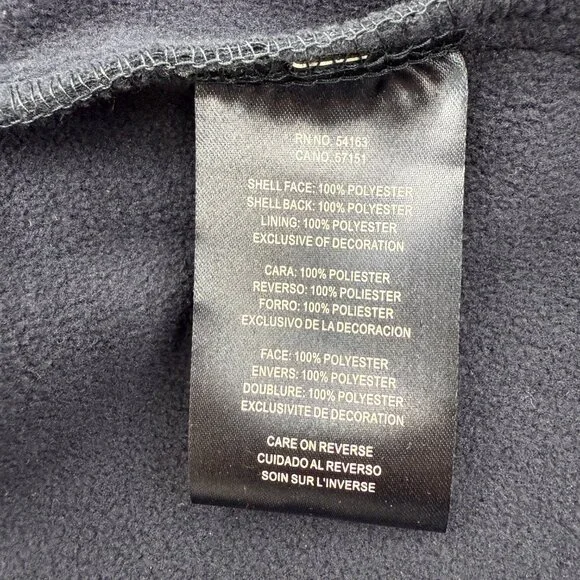 RN NO. 54163
CA NO. 57151
SHELL FACE: 100% POLYESTER
SHELL BACK: 100% POLYESTER
LINING: 100% POLYESTER
EXCLUSIVE OF DECORATION
CARA: 100% POLIESTER
REVERSO: 100% POLIESTER
FORRO: 100% POLIESTER
EXCLUSIVO DE LA DECORACION
FACE: 100% POLYESTER
ENVERS: 100% POLYESTER
DOUBLURE: 100% POLYESTER
EXCLUSIVITE DE DECORATION
CARE ON REVERSE
CUIDADO AL REVERSO
SOIN SUR L'INVERSE